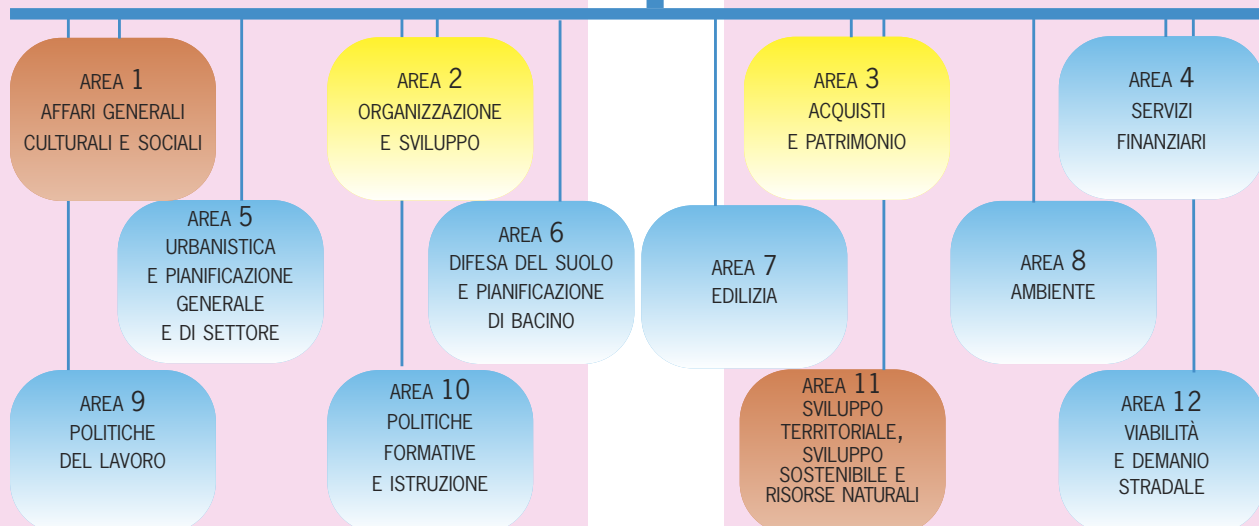 AREA 1
AFFARI GENERALI
CULTURALI E SOCIALI
AREA 2
ORGANIZZAZIONE
E SVILUPPO
AREA 3
ACQUISTI
E PATRIMONIO
AREA 4
SERVIZI
FINANZIARI
AREA 5
URBANISTICA
E PIANIFICAZIONE
GENERALE
E DI SETTORE
AREA 6
DIFESA DEL SUOLO
E PIANIFICAZIONE
DI BACINO
AREA 7
EDILIZIA
AREA 8
AMBIENTE
AREA 9
POLITICHE
DEL LAVORO
AREA 10
POLITICHE
FORMATIVE
E ISTRUZIONE
AREA 11
SVILUPPO
TERRITORIALE,
SVILUPPO
SOSTENIBILE E
RISORSE NATURALI
AREA 12
VIABILITÀ
E DEMANIO
STRADALE